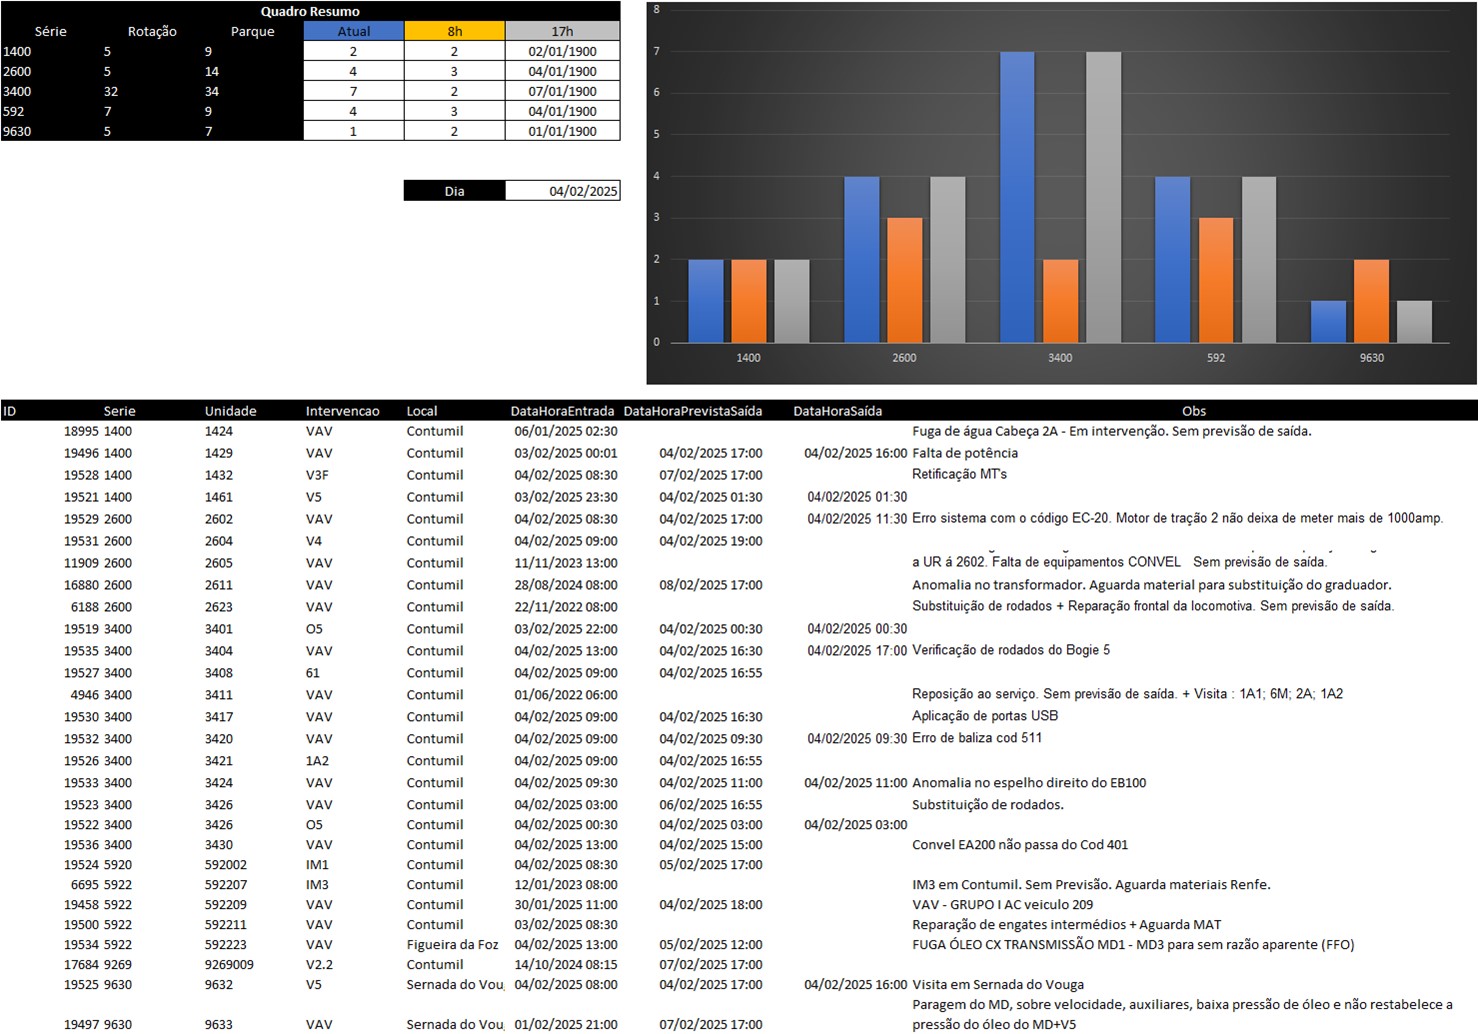 Quadro Resumo
Série Rotação Parque Atual 8h 17h
1400 5 9 2 2 02/01/1900
2600 5 14 4 3 04/01/1900
3400 32 34 7 2 07/01/1900
592 7 9 4 3 04/01/1900
9630 5 7 1 2 01/01/1900
Dia 04/02/2025
8
7
6
5
4
3
2
1
0
1400 2600 3400 592 9630
ID Serie Unidade Intervencao Local DataHoraEntrada DataHoraPrevistaSaída DataHoraSaída Obs
18995 1400 1424 VAV Contumil 06/01/2025 02:30 Fuga de água Cabeça 2A - Em intervenção. Sem previsão de saída.
19496 1400 1429 VAV Contumil 03/02/2025 00:01 04/02/2025 17:00 04/02/2025 16:00 Falta de potência
19528 1400 1432 V3F Contumil 04/02/2025 08:30 07/02/2025 17:00 Retificação MT's
19521 1400 1461 V5 Contumil 03/02/2025 23:30 04/02/2025 01:30 04/02/2025 01:30
19529 2600 2602 VAV Contumil 04/02/2025 08:30 04/02/2025 17:00 04/02/2025 11:30 Erro sistema com o código EC-20. Motor de tração 2 não deixa de meter mais de 1000amp.
19531 2600 2604 V4 Contumil 04/02/2025 09:00 04/02/2025 19:00
11909 2600 2605 VAV Contumil 11/11/2023 13:00 a UR á 2602. Falta de equipamentos CONVEL Sem previsão de saída.
16880 2600 2611 VAV Contumil 28/08/2024 08:00 08/02/2025 17:00 Anomalia no transformador. Aguarda material para substituição do graduador.
6188 2600 2623 VAV Contumil 22/11/2022 08:00 Substituição de rodados + Reparação frontal da locomotiva. Sem previsão de saída.
19519 3400 3401 O5 Contumil 03/02/2025 22:00 04/02/2025 00:30 04/02/2025 00:30
19535 3400 3404 VAV Contumil 04/02/2025 13:00 04/02/2025 16:30 04/02/2025 17:00 Verificação de rodados do Bogie 5
19527 3400 3408 61 Contumil 04/02/2025 09:00 04/02/2025 16:55
4946 3400 3411 VAV Contumil 01/06/2022 06:00 Reposição ao serviço. Sem previsão de saída. + Visita : 1A1; 6M; 2A; 1A2
19530 3400 3417 VAV Contumil 04/02/2025 09:00 04/02/2025 16:30 Aplicação de portas USB
19532 3400 3420 VAV Contumil 04/02/2025 09:00 04/02/2025 09:30 04/02/2025 09:30 Erro de baliza cod 511
19526 3400 3421 1A2 Contumil 04/02/2025 09:00 04/02/2025 16:55
19533 3400 3424 VAV Contumil 04/02/2025 09:30 04/02/2025 11:00 04/02/2025 11:00 Anomalia no espelho direito do EB100
19523 3400 3426 VAV Contumil 04/02/2025 03:00 06/02/2025 16:55 Substituição de rodados.
19522 3400 3426 O5 Contumil 04/02/2025 00:30 04/02/2025 03:00 04/02/2025 03:00
19536 3400 3430 VAV Contumil 04/02/2025 13:00 04/02/2025 15:00 Convel EA200 não passa do Cod 401
19524 5920 592002 IM1 Contumil 04/02/2025 08:30 05/02/2025 17:00
6695 5922 592207 IM3 Contumil 12/01/2023 08:00 IM3 em Contumil. Sem Previsão. Aguarda materiais Renfe.
19458 5922 592209 VAV Contumil 30/01/2025 11:00 04/02/2025 18:00 VAV - GRUPO I AC veiculo 209
19500 5922 592211 VAV Contumil 03/02/2025 08:30 Reparação de engates intermédios + Aguarda MAT
19534 5922 592223 VAV Figueira da Foz 04/02/2025 13:00 05/02/2025 12:00 FUGA ÓLEO CX TRANSMISSÃO MD1 - MD3 para sem razão aparente (FFO)
17684 9269 9269009 V2.2 Contumil 14/10/2024 08:15 07/02/2025 17:00
19525 9630 9632 V5 Sernada do Vou 04/02/2025 08:00 04/02/2025 17:00 04/02/2025 16:00 Visita em Sernada do Vouga
Paragem do MD, sobre velocidade, auxiliares, baixa pressão de óleo e não restabelece a
19497 9630 9633 VAV Sernada do Vou 01/02/2025 21:00 07/02/2025 17:00 pressão do óleo do MD+V5